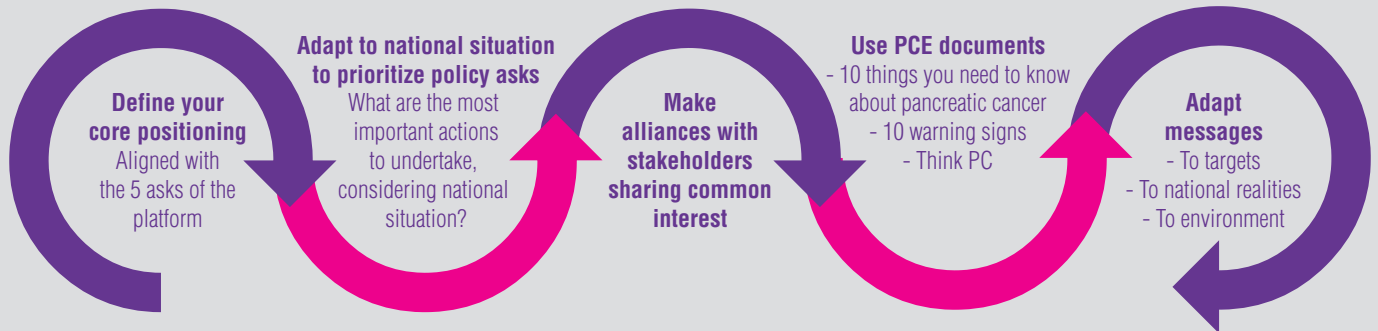 Define your
core positioning
Aligned with
the 5 asks of the
platform
Adapt to national situation
to prioritize policy asks
What are the most
important actions
to undertake,
considering national
situation?
Make
alliances with
stakeholders
sharing common
interest
Use PCE documents
- 10 things you need to know
about pancreatic cancer
- 10 warning signs
- Think PC
Adapt
messages
- To targets
- To national realities
- To environment